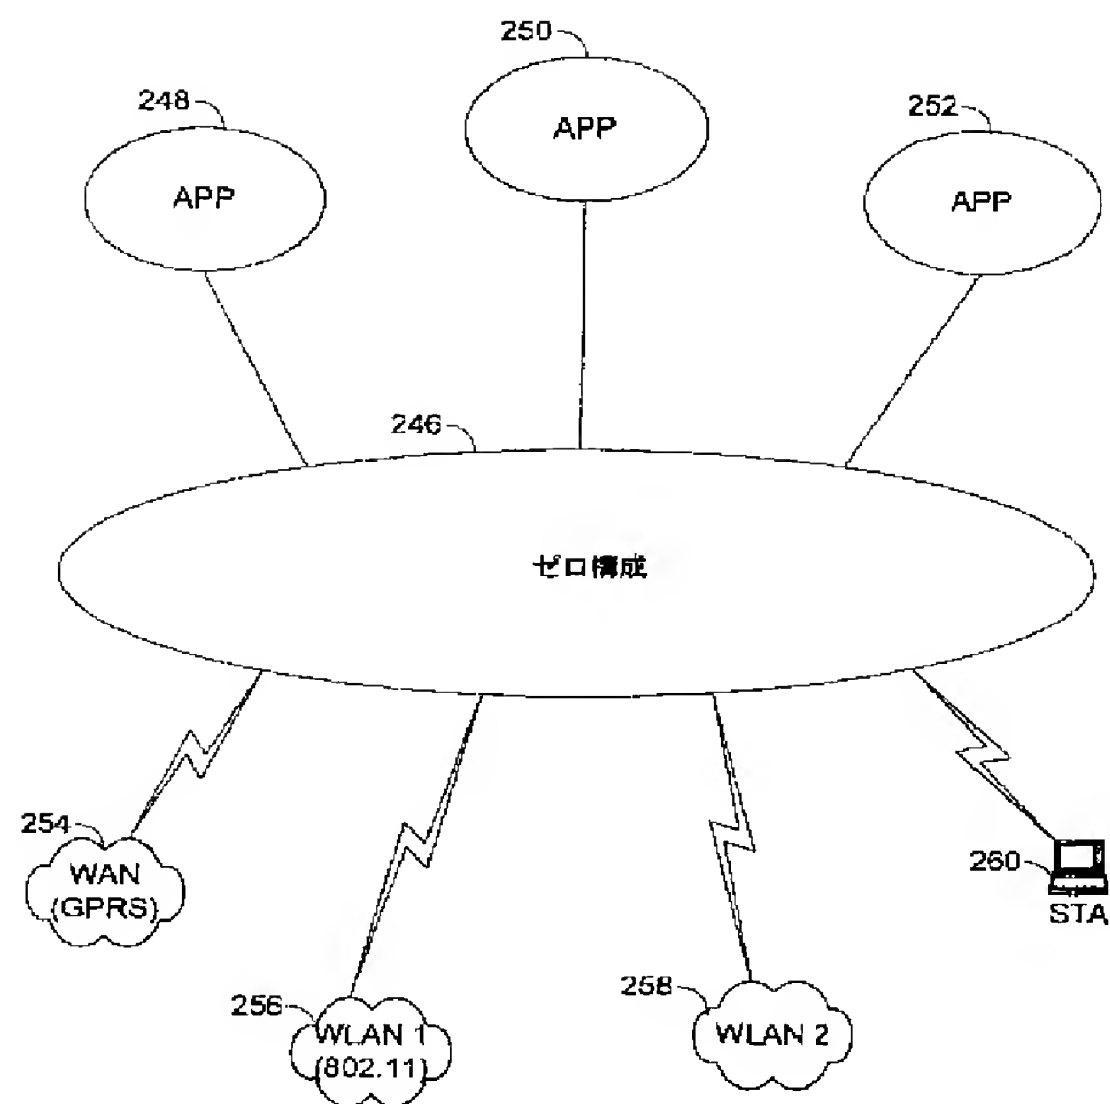 250
248
252
APP
APP
APP
246
ゼロ構成
254
WAN
(GPRS)
260
STA
256
WLAN 1
(802.11)
258
WLAN 2